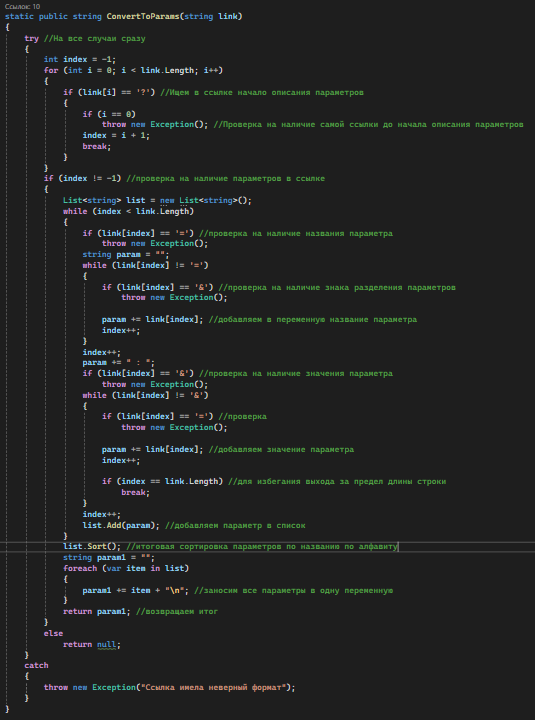 Ссылок: 10
static public string ConvertToParams(string link)
{
try //На все случаи сразу
{
int index = -1;
for (int i = 0; i < link.Length; i++)
{
if (link[i] == '?') //Ищем в ссылке начало описания параметров
{
if (i == 0)
throw new Exception(); //Проверка на наличие самой ссылки до начала описания параметров
index = i + 1;
break;
}
}
if (index != -1) //проверка на наличие параметров в ссылке
{
List<string> list = new List<string>();
while (index < link.Length)
{
if (link[index] == '=') //проверка на наличие названия параметра
throw new Exception();
string param = "";
while (link[index] != '=')
{
if (link[index] == '&') //проверка на наличие знака разделения параметров
throw new Exception();
param += link[index]; //добавляем в переменную название параметра
index++;
}
index++;
param += " : ";
if (link[index] == '&') //проверка на наличие значения параметра
throw new Exception();
while (link[index] != '&')
{
if (link[index] == '=') //проверка
throw new Exception();
param += link[index]; //добавляем значение параметра
index++;
if (index == link.Length) //для избегания выхода за предел длины строки
break;
}
index++;
list.Add(param); //добавляем параметр в список
}
list.Sort(); //итоговая сортировка параметров по названию по алфавиту
string param1 = "";
foreach (var item in list)
{
param1 += item + "\n"; //заносим все параметры в одну переменную
}
return param1; //возвращаем итог
}
else
return null;
}
catch
{
throw new Exception("Ссылка имела неверный формат");
}
}